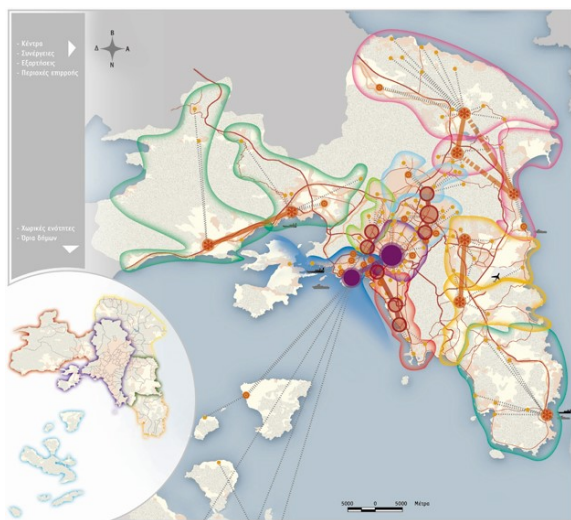 - Κέντρα
- Συνέργειες
- Εξαρτήσεις
- Περιοχές επιρροής
Β
Δ
Α
Ν
- Χωρικές ενότητες
- Όρια δήμων
5000 0 5000 Μέτρα